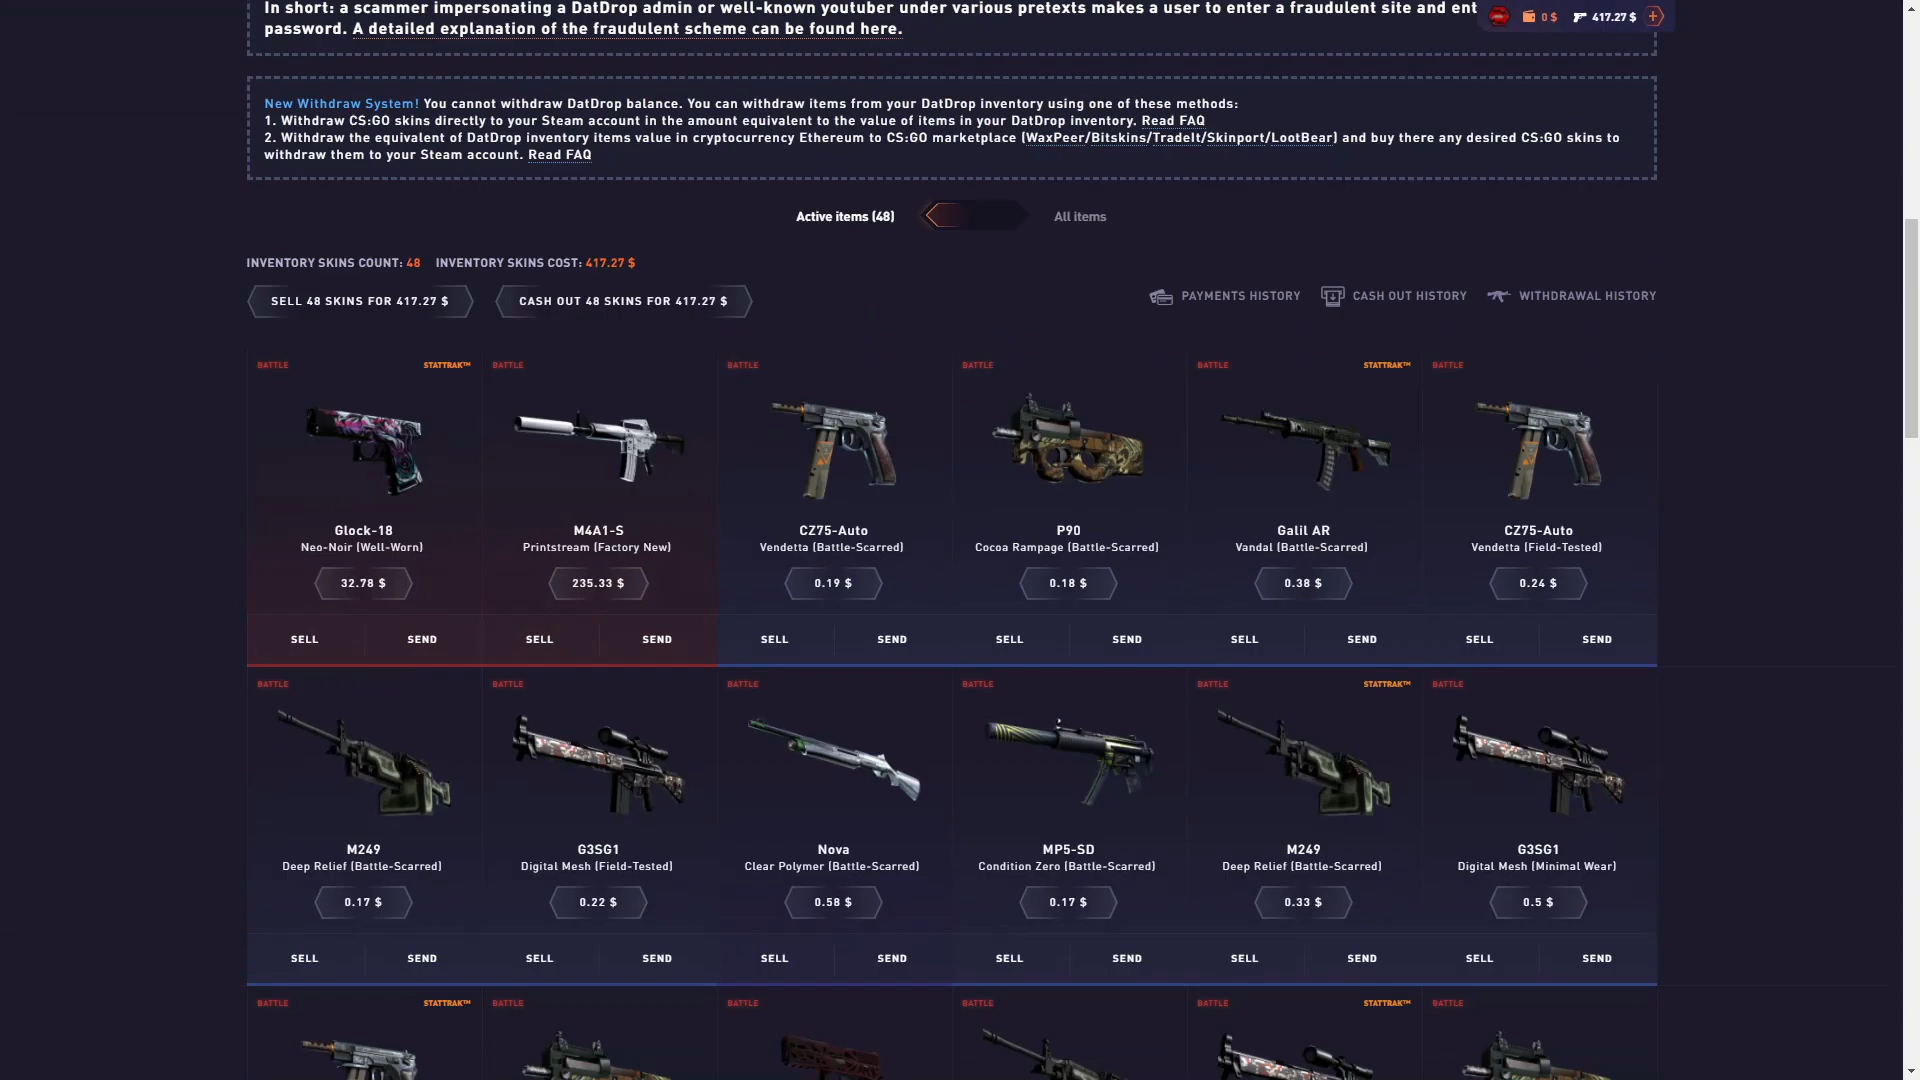 In short: a scammer impersonating a DatDrop admin or well-known youtuber under various pretexts makes a user to enter a fraudulent site and ent
0 $ 417.27 $
password. A detailed explanation of the fraudulent scheme can be found here.
New Withdraw System! You cannot withdraw DatDrop balance. You can withdraw items from your DatDrop inventory using one of these methods:
1. Withdraw CS:GO skins directly to your Steam account in the amount equivalent to the value of items in your DatDrop inventory. Read FAQ
2. Withdraw the equivalent of DatDrop inventory items value in cryptocurrency Ethereum to CS:GO marketplace (WaxPeer/Bitskins/TradeIt/Skinport/LootBear) and buy there any desired CS:GO skins to
withdraw them to your Steam account. Read FAQ
Active items (48) All items
INVENTORY SKINS COUNT: 48 INVENTORY SKINS COST: 417.27 $
SELL 48 SKINS FOR 417.27 $ CASH OUT 48 SKINS FOR 417.27 $ PAYMENTS HISTORY CASH OUT HISTORY WITHDRAWAL HISTORY
BATTLE STATTRAK™ BATTLE BATTLE BATTLE BATTLE STATTRAK™ BATTLE
Glock-18 M4A1-S CZ75-Auto P90 Galil AR CZ75-Auto
Neo-Noir (Well-Worn) Printstream (Factory New) Vendetta (Battle-Scarred) Cocoa Rampage (Battle-Scarred) Vandal (Battle-Scarred) Vendetta (Field-Tested)
32.78 $ 235.33 $ 0.19 $ 0.18 $ 0.38 $ 0.24 $
SELL SEND SELL SEND SELL SEND SELL SEND SELL SEND SELL SEND
BATTLE BATTLE BATTLE BATTLE BATTLE STATTRAK™ BATTLE
M249 G3SG1 Nova MP5-SD M249 G3SG1
Deep Relief (Battle-Scarred) Digital Mesh (Field-Tested) Clear Polymer (Battle-Scarred) Condition Zero (Battle-Scarred) Deep Relief (Battle-Scarred) Digital Mesh (Minimal Wear)
0.17 $ 0.22 $ 0.58 $ 0.17 $ 0.33 $ 0.5 $
SELL SEND SELL SEND SELL SEND SELL SEND SELL SEND SELL SEND
BATTLE STATTRAK™ BATTLE BATTLE BATTLE BATTLE STATTRAK™ BATTLE